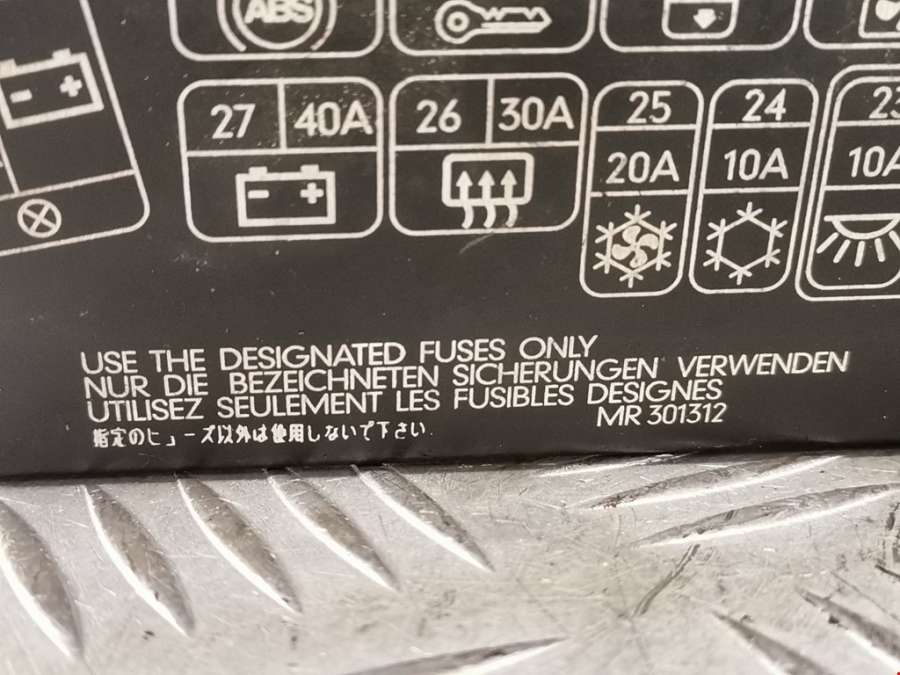 ABS
27 40A 26 30A 25 24 23
20A 10A 10A
USE THE DESIGNATED FUSES ONLY
NUR DIE BEZEICHNETEN SICHERUNGEN VERWENDEN
UTILISEZ SEULEMENT LES FUSIBLES DESIGNES
MR 301312
指定のヒューズ以外は使用しないで下さい.